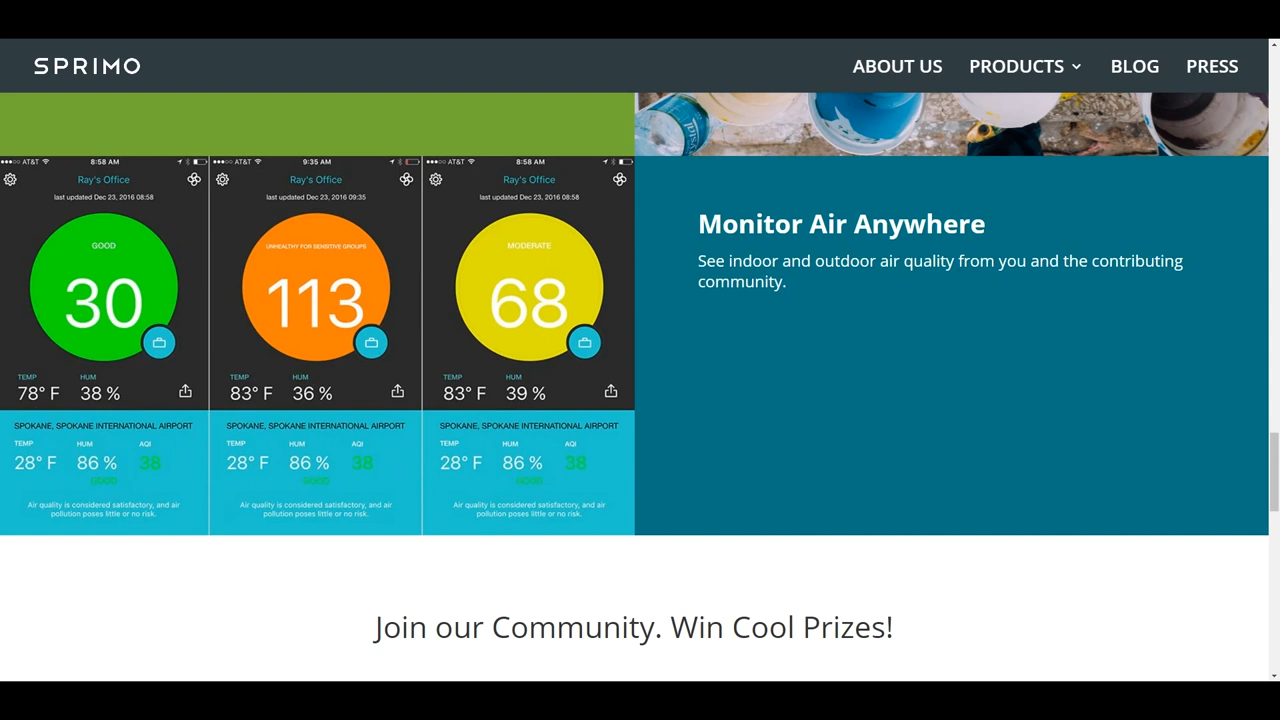 SPRIMO
ABOUT US PRODUCTS BLOG PRESS
AT&T 8:58 AM
Ray's Office
last updated Dec 23, 2016 08:58
GOOD
30
TEMP HUM
78° F 38 %
SPOKANE, SPOKANE INTERNATIONAL AIRPORT
TEMP HUM AQI
28° F 86 % 38
GOOD
Air quality is considered satisfactory, and air
pollution poses little or no risk.
AT&T 9:35 AM
Ray's Office
last updated Dec 23, 2016 09:35
UNHEALTHY FOR SENSITIVE GROUPS
113
TEMP HUM
83° F 36 %
SPOKANE, SPOKANE INTERNATIONAL AIRPORT
TEMP HUM AQI
28° F 86 % 38
GOOD
Air quality is considered satisfactory, and air
pollution poses little or no risk.
AT&T 8:58 AM
Ray's Office
last updated Dec 23, 2016 08:58
MODERATE
68
TEMP HUM
83° F 39 %
SPOKANE, SPOKANE INTERNATIONAL AIRPORT
TEMP HUM AQI
28° F 86 % 38
GOOD
Air quality is considered satisfactory, and air
pollution poses little or no risk.
Monitor Air Anywhere
See indoor and outdoor air quality from you and the contributing
community.
Join our Community. Win Cool Prizes!